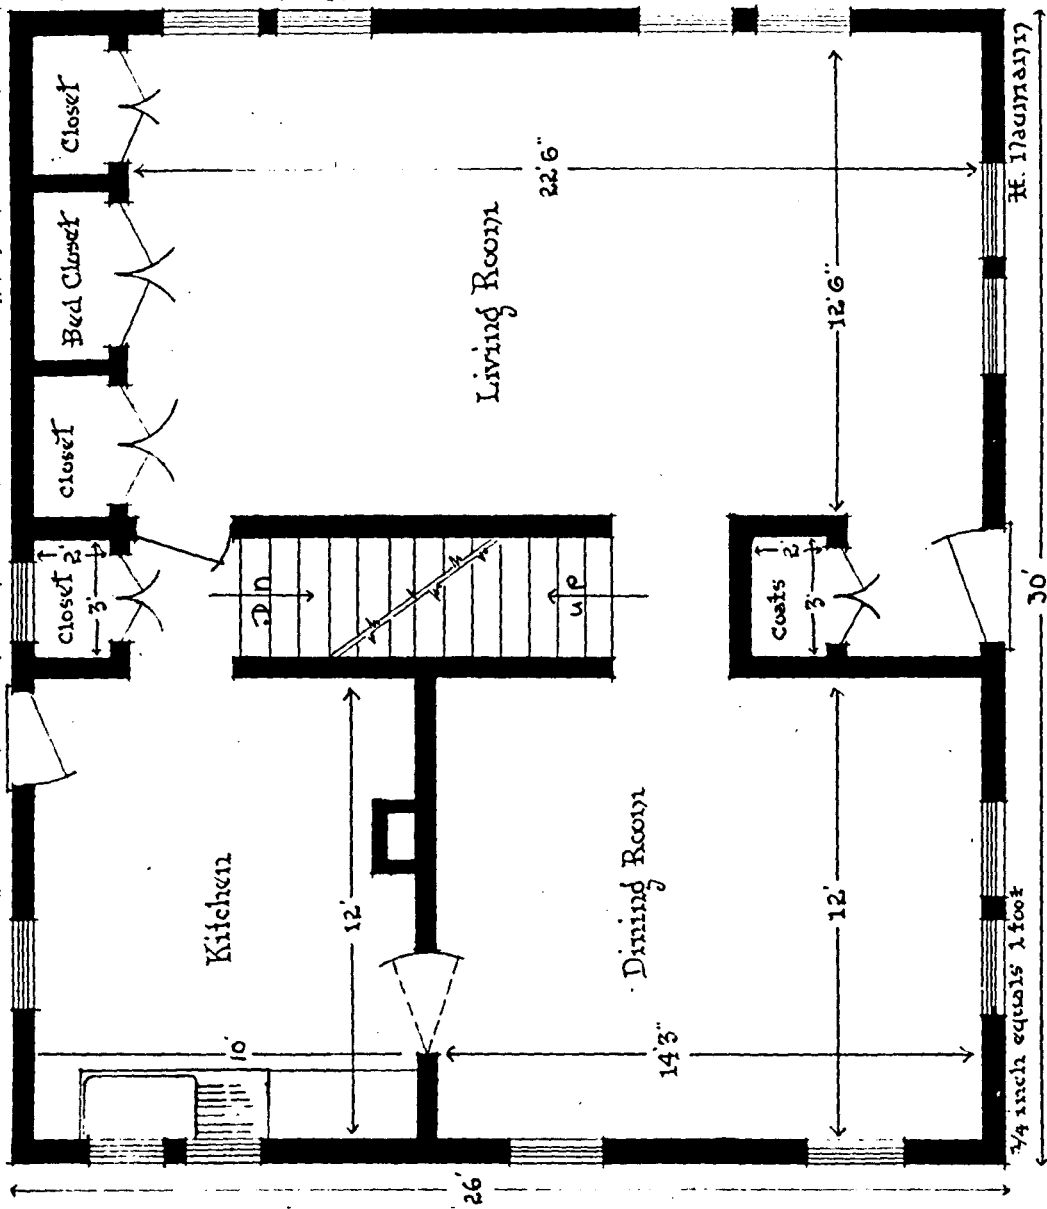 Closet
Bed Closet
Closet
Closet
2'
3'
Dn
up
Coats
2'
3'
Living Room
22'6"
12'6"
Kitchen
12'
10'
Dining Room
12'
14'3"
26'
30'
1/4 inch equals 1 foot
H. Naumann